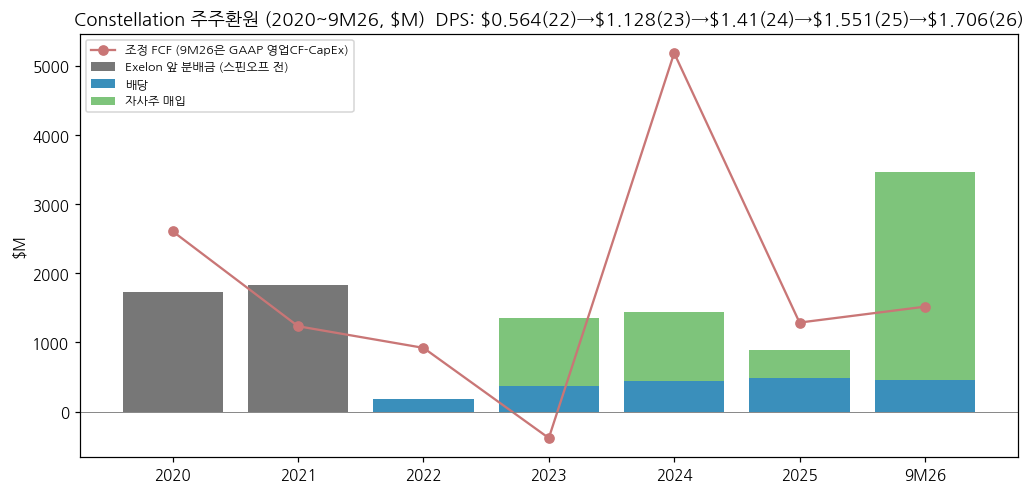 Constellation 주주환원 (2020~9M26, $M)  DPS: $0.564(22)→$1.128(23)→$1.41(24)→$1.551(25)→$1.706(26)
조정 FCF (9M26은 GAAP 영업CF-CapEx)
Exelon 앞 분배금 (스핀오프 전)
배당
자사주 매입
$M
5000
4000
3000
2000
1000
0
2020 2021 2022 2023 2024 2025 9M26